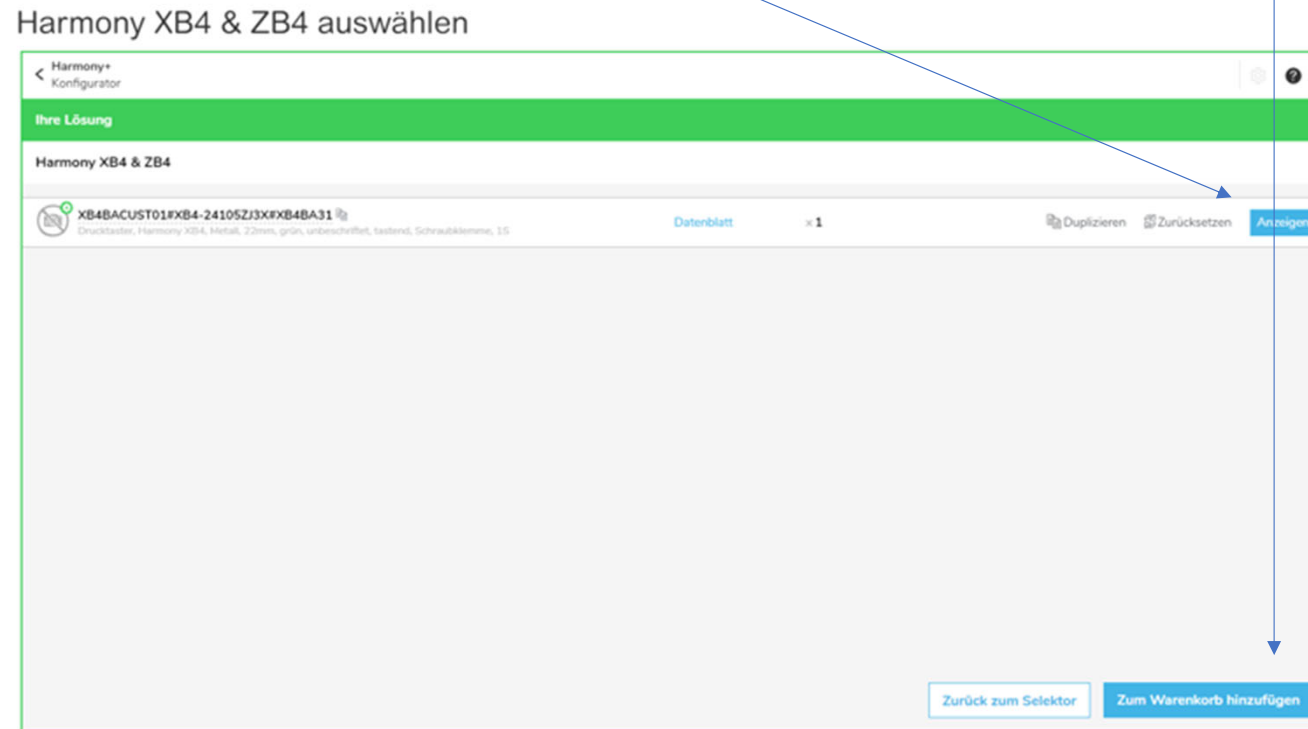 Harmony XB4 & ZB4 auswählen
Harmony+
Konfigurator
Ihre Lösung
Harmony XB4 & ZB4
XB4BACUST01#XB4-24105ZJ3X#XB4BA31 Datenblatt × 1 Duplizieren Zurücksetzen Anzeigen
Drucktaster, Harmony XB4, Metall, 22mm, grün, unbeschriftet, tastend, Schraubklemme, 1S
Zurück zum Selektor Zum Warenkorb hinzufügen